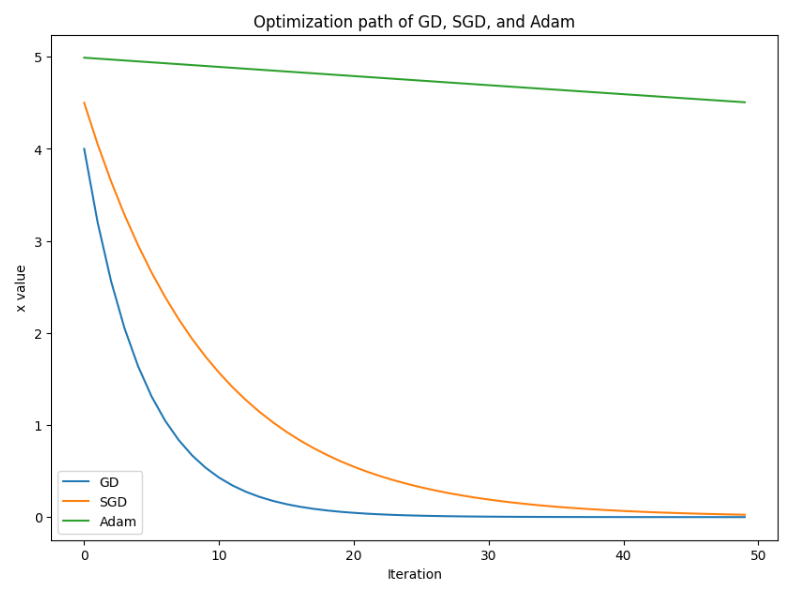 Optimization path of GD, SGD, and Adam
x value
5
4
3
2
1
0
GD
SGD
Adam
0 10 20 30 40 50
Iteration